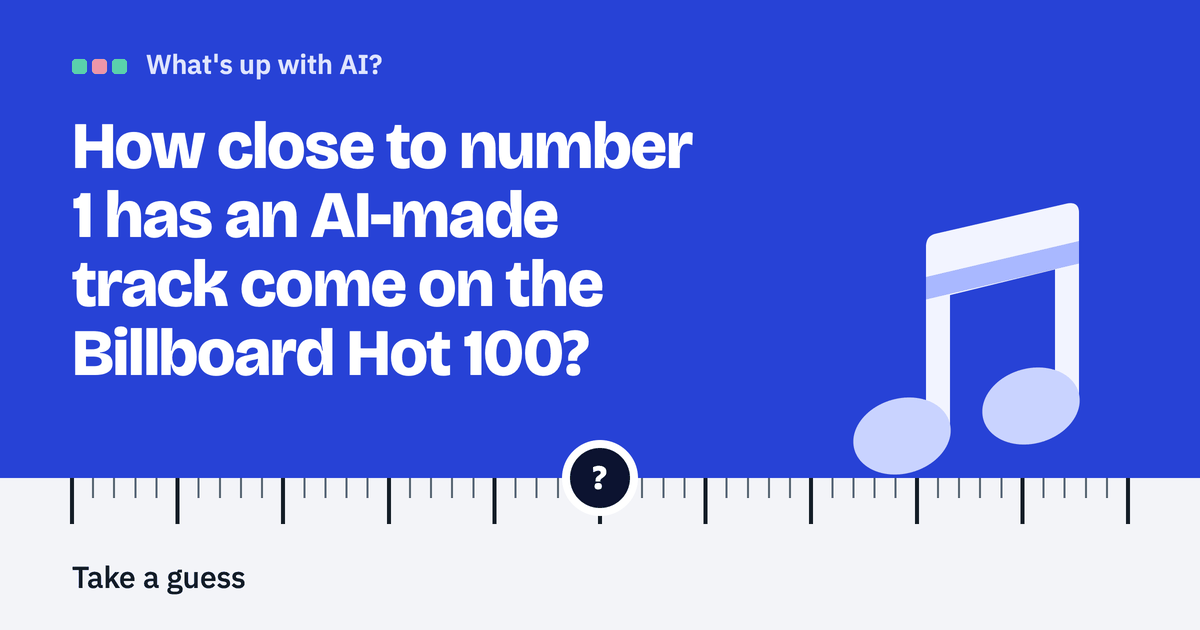 What's up with AI?
How close to number
1 has an AI-made
track come on the
Billboard Hot 100?
?
Take a guess